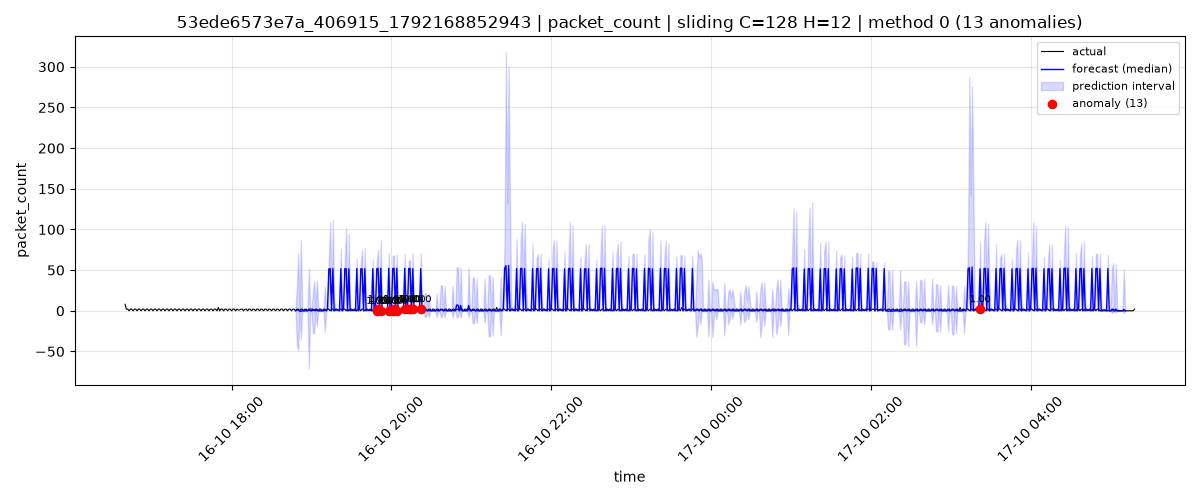 53ede6573e7a_406915_1792168852943 | packet_count | sliding C=128 H=12 | method 0 (13 anomalies)
actual
forecast (median)
prediction interval
anomaly (13)
packet_count
300
250
200
150
100
50
0
−50
1.00
16-10 18:00
16-10 20:00
16-10 22:00
17-10 00:00
17-10 02:00
17-10 04:00
time